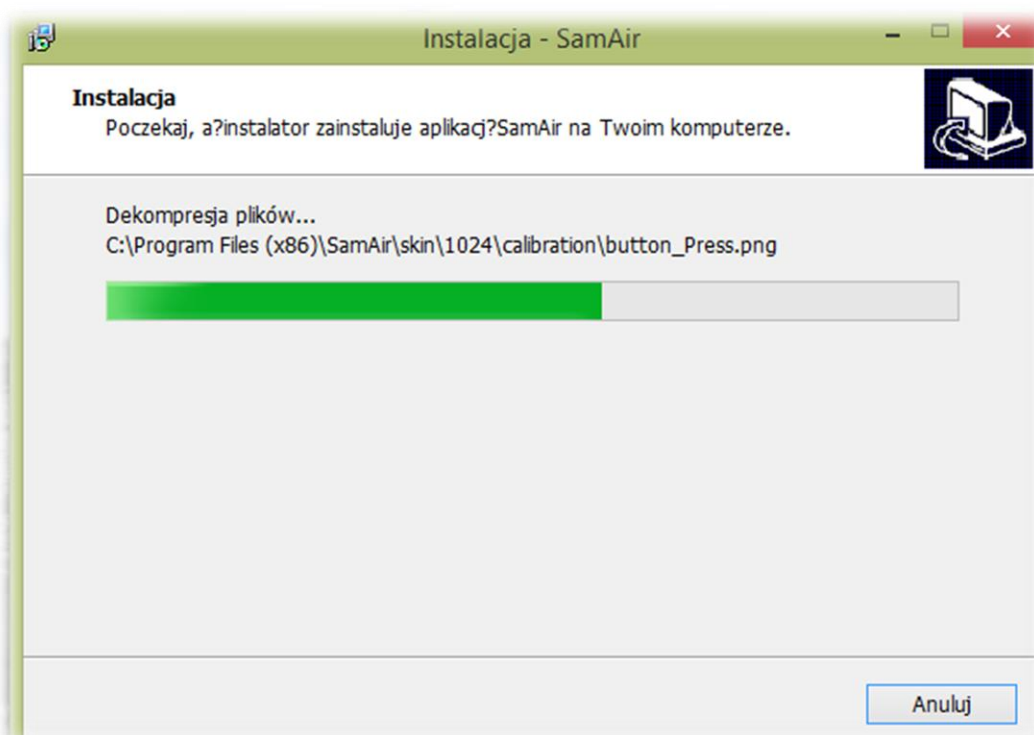 Instalacja - SamAir
Instalacja
Poczekaj, a?instalator zainstaluje aplikacj?SamAir na Twoim komputerze.
Dekompresja plików...
C:\Program Files (x86)\SamAir\skin\1024\calibration\button_Press.png
Anuluj